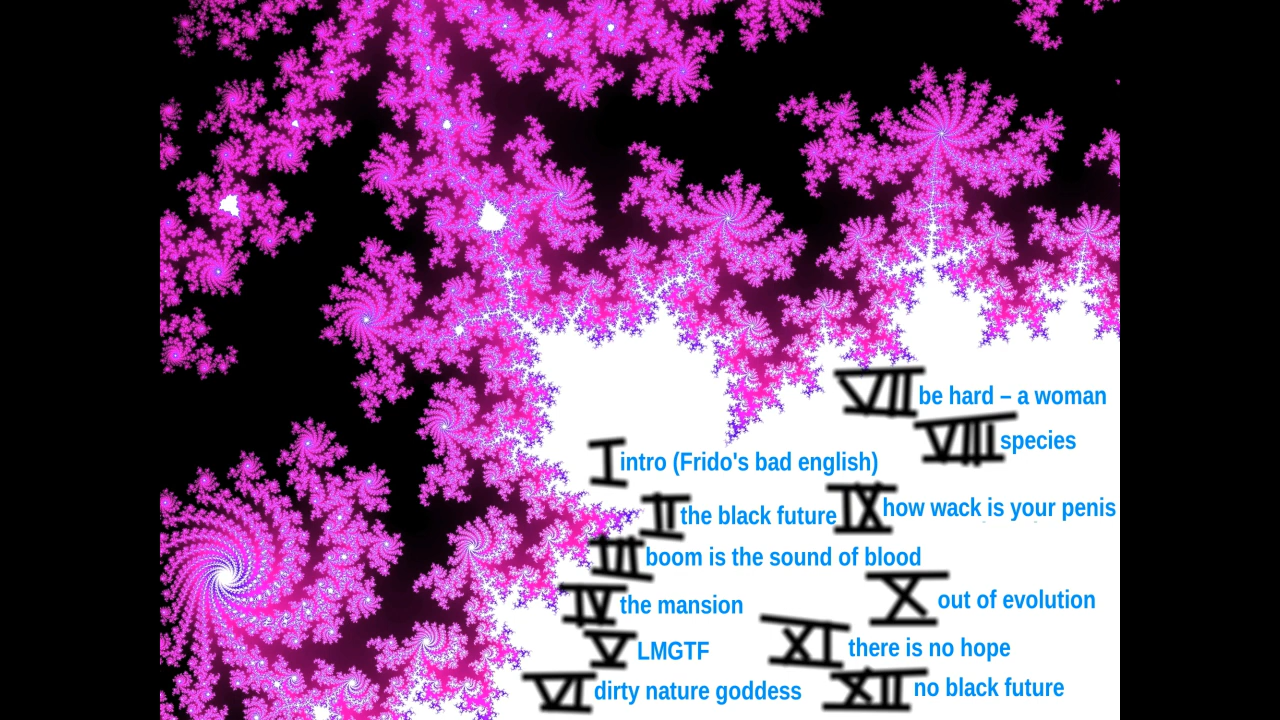 I intro (Frido's bad english)
II the black future
III boom is the sound of blood
IV the mansion
V LMGTF
VI dirty nature goddess
VII be hard – a woman
VIII species
IX how wack is your penis
X out of evolution
XI there is no hope
XII no black future